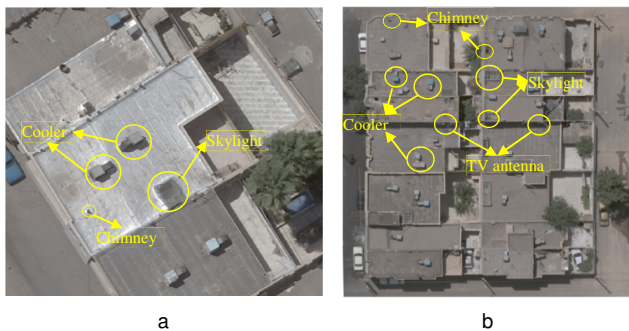 Cooler
Skylight
Chimney
a
Chimney
Skylight
Cooler
TV antenna
b